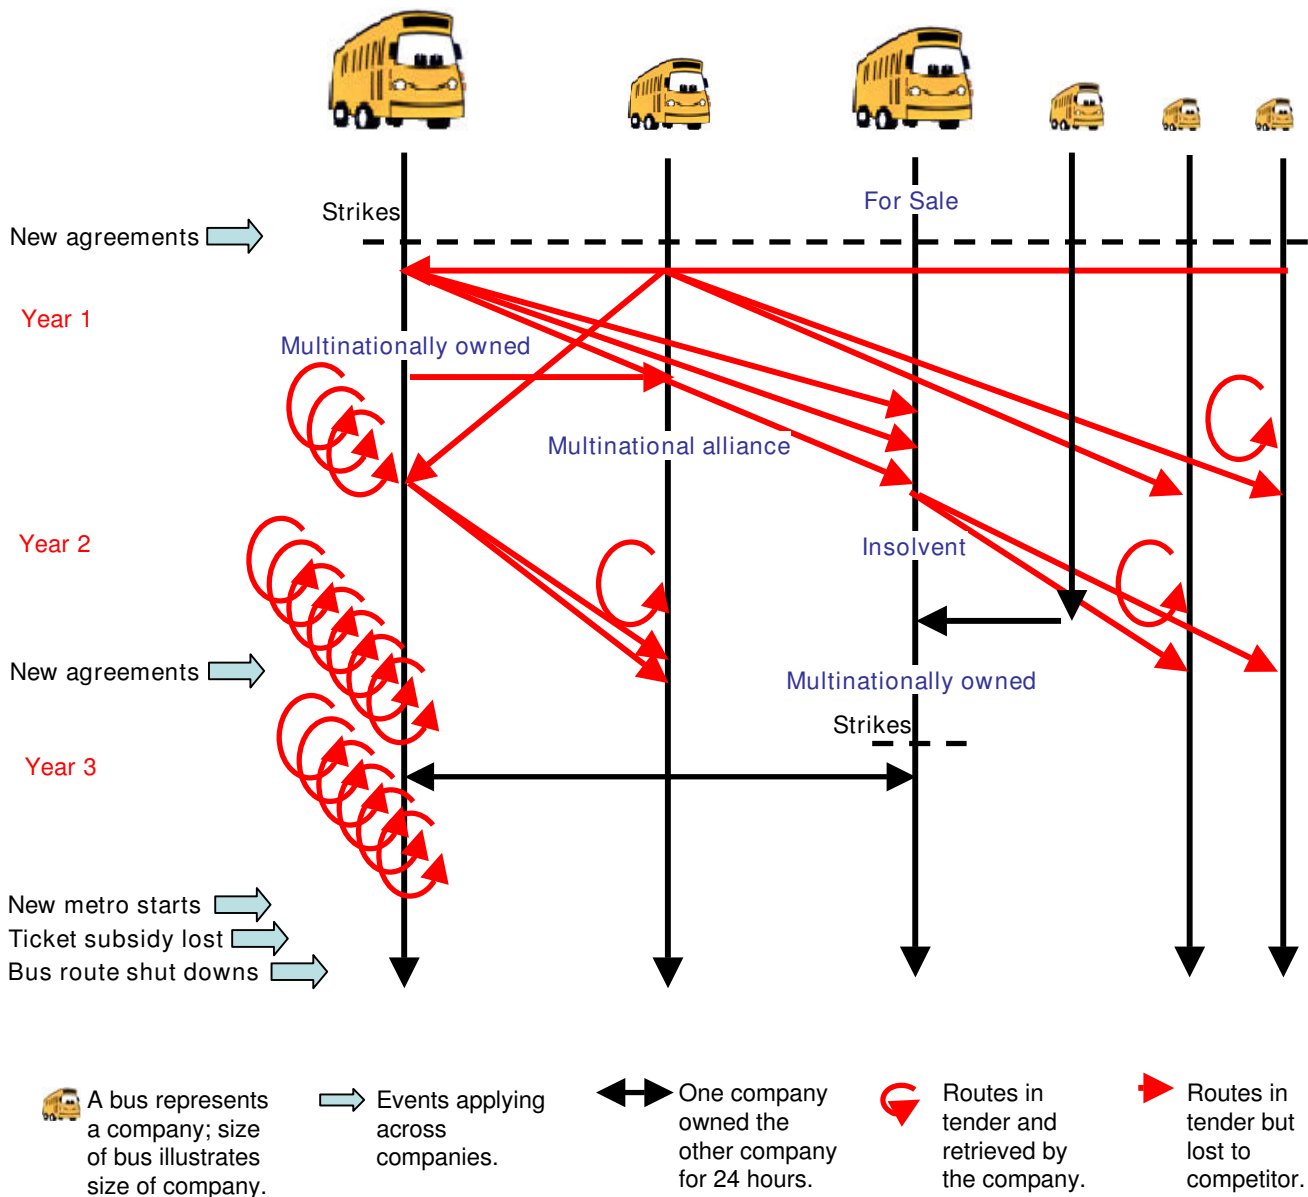 For Sale
Strikes
New agreements
Year 1
Multinationally owned
Multinational alliance
Year 2
Insolvent
New agreements
Multinationally owned
Strikes
Year 3
New metro starts
Ticket subsidy lost
Bus route shut downs
A bus represents
a company; size
of bus illustrates
size of company.
Events applying
across
companies.
One company
owned the
other company
for 24 hours.
Routes in
tender and
retrieved by
the company.
Routes in
tender but
lost to
competitor.